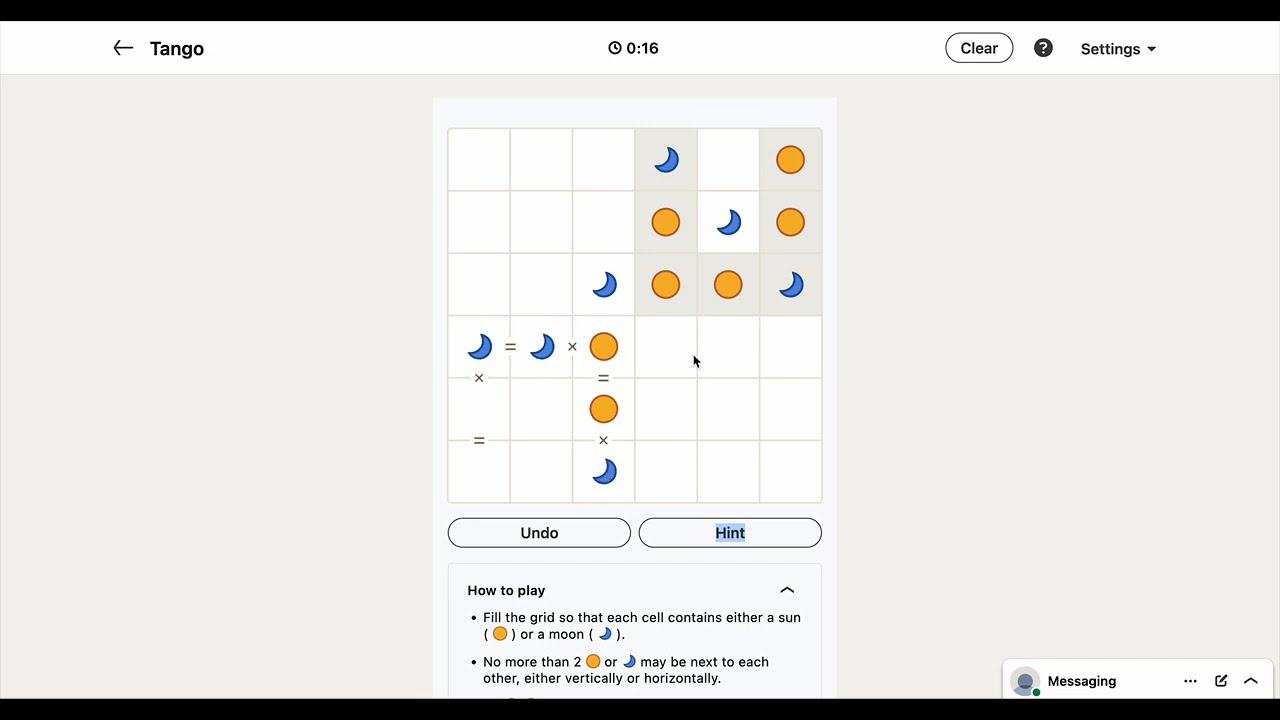 Tango
0:16
Clear
?
Settings
= ×
× =
= ×
Undo
Hint
How to play
• Fill the grid so that each cell contains either a sun
( ) or a moon ( ).
• No more than 2 or may be next to each
other, either vertically or horizontally.
Messaging